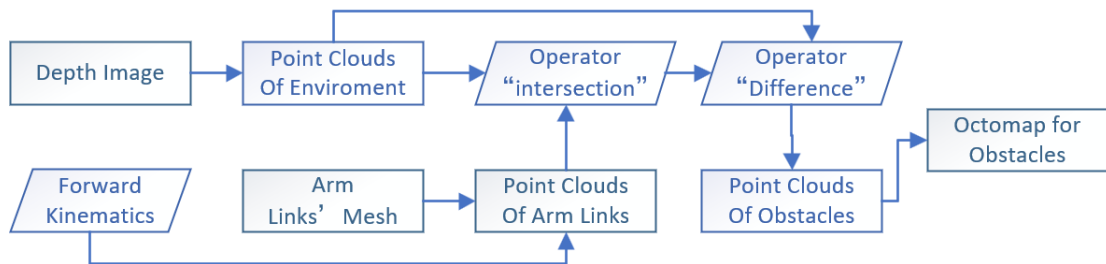 Depth Image
Point Clouds
Of Enviroment
Operator
“intersection”
Operator
“Difference”
Octomap for
Obstacles
Forward
Kinematics
Arm
Links’ Mesh
Point Clouds
Of Arm Links
Point Clouds
Of Obstacles